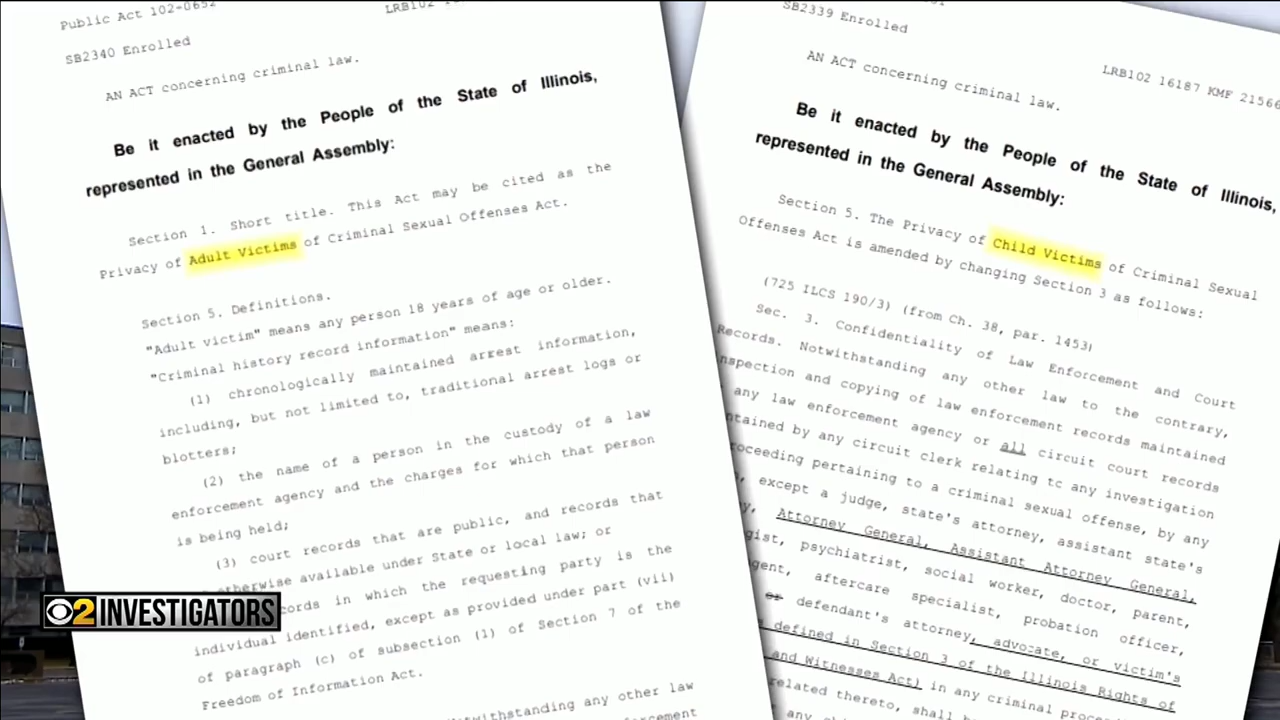 Public Act 102-0652
SB2340 Enrolled
LRB102
AN ACT concerning criminal law.
Be it enacted by the People of the State of Illinois,
represented in the General Assembly:
Section 1. Short title. This Act may be cited as the
Privacy of Adult Victims of Criminal Sexual Offenses Act.
Section 5. Definitions.
"Adult victim" means any person 18 years of age or older.
"Criminal history record information" means:
(1) chronologically maintained arrest information,
including, but not limited to, traditional arrest logs or
blotters;
(2) the name of a person in the custody of a law
enforcement agency and the charges for which that person
is being held;
(3) court records that are public, and records that
otherwise available under State or local law; or
records in which the requesting party is the
individual identified, except as provided under part (vii)
of paragraph (c) of subsection (1) of Section 7 of the
Freedom of Information Act.
Notwithstanding any other law
enforcement
SB2339 Enrolled
LRB102 16187 KMF 21566
AN ACT concerning criminal law.
Be it enacted by the People of the State of Illinois,
represented in the General Assembly:
Section 5. The Privacy of Child Victims of Criminal Sexual
Offenses Act is amended by changing Section 3 as follows:
(725 ILCS 190/3) (from Ch. 38, par. 1453)
Sec. 3. Confidentiality of Law Enforcement and Court
Records. Notwithstanding any other law to the contrary,
inspection and copying of law enforcement records maintained
any law enforcement agency or all circuit court records
ntained by any circuit clerk relating to any investigation
proceeding pertaining to a criminal sexual offense, by any
, except a judge, state's attorney, assistant state's
y, Attorney General, Assistant Attorney General,
gist, psychiatrist, social worker, doctor, parent,
gent, aftercare specialist, probation officer,
or defendant's attorney, advocate, or victim's
defined in Section 3 of the Illinois Rights of
and Witnesses Act) in any criminal
related thereto, shall
any
2 INVESTIGATORS